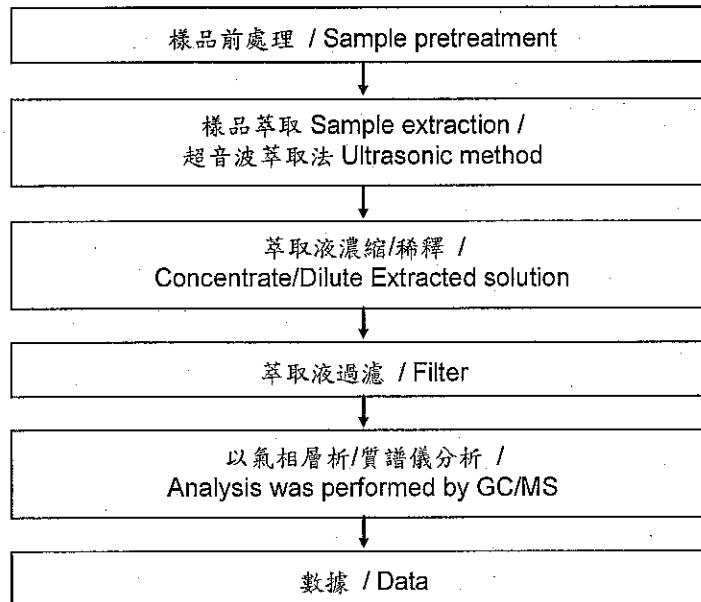 樣品前處理 / Sample pretreatment
樣品萃取 Sample extraction /
超音波萃取法 Ultrasonic method
萃取液濃縮/稀釋 /
Concentrate/Dilute Extracted solution
萃取液過濾 / Filter
以氣相層析/質譜儀分析 /
Analysis was performed by GC/MS
數據 / Data